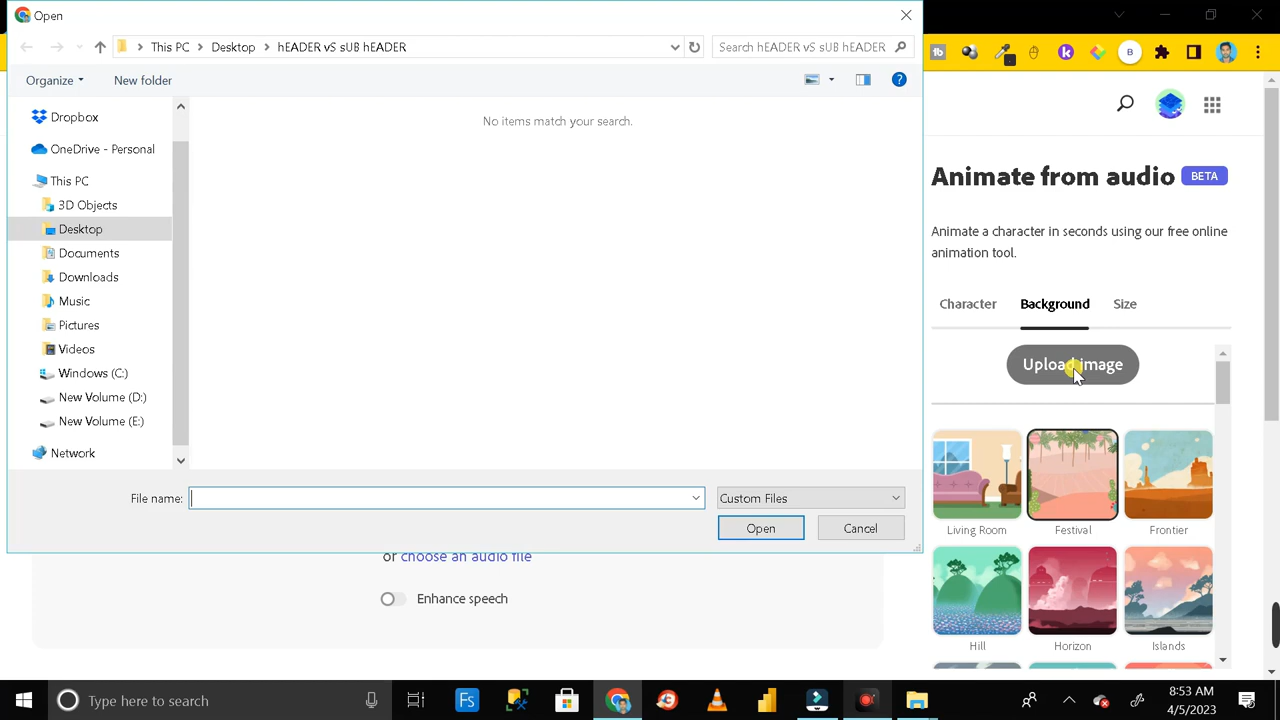 Open
This PC > Desktop > hEADER vS sUB hEADER
Search hEADER vS sUB hEADER
Organize
New folder
Dropbox
OneDrive - Personal
This PC
3D Objects
Desktop
Documents
Downloads
Music
Pictures
Videos
Windows (C:)
New Volume (D:)
New Volume (E:)
Network
No items match your search.
File name:
Custom Files
Open
Cancel
or choose an audio file
Enhance speech
tb
k
B
Animate from audio BETA
Animate a character in seconds using our free online
animation tool.
Character
Background
Size
Upload image
Living Room
Festival
Frontier
Hill
Horizon
Islands
Type here to search
Fs
8:53 AM
4/5/2023